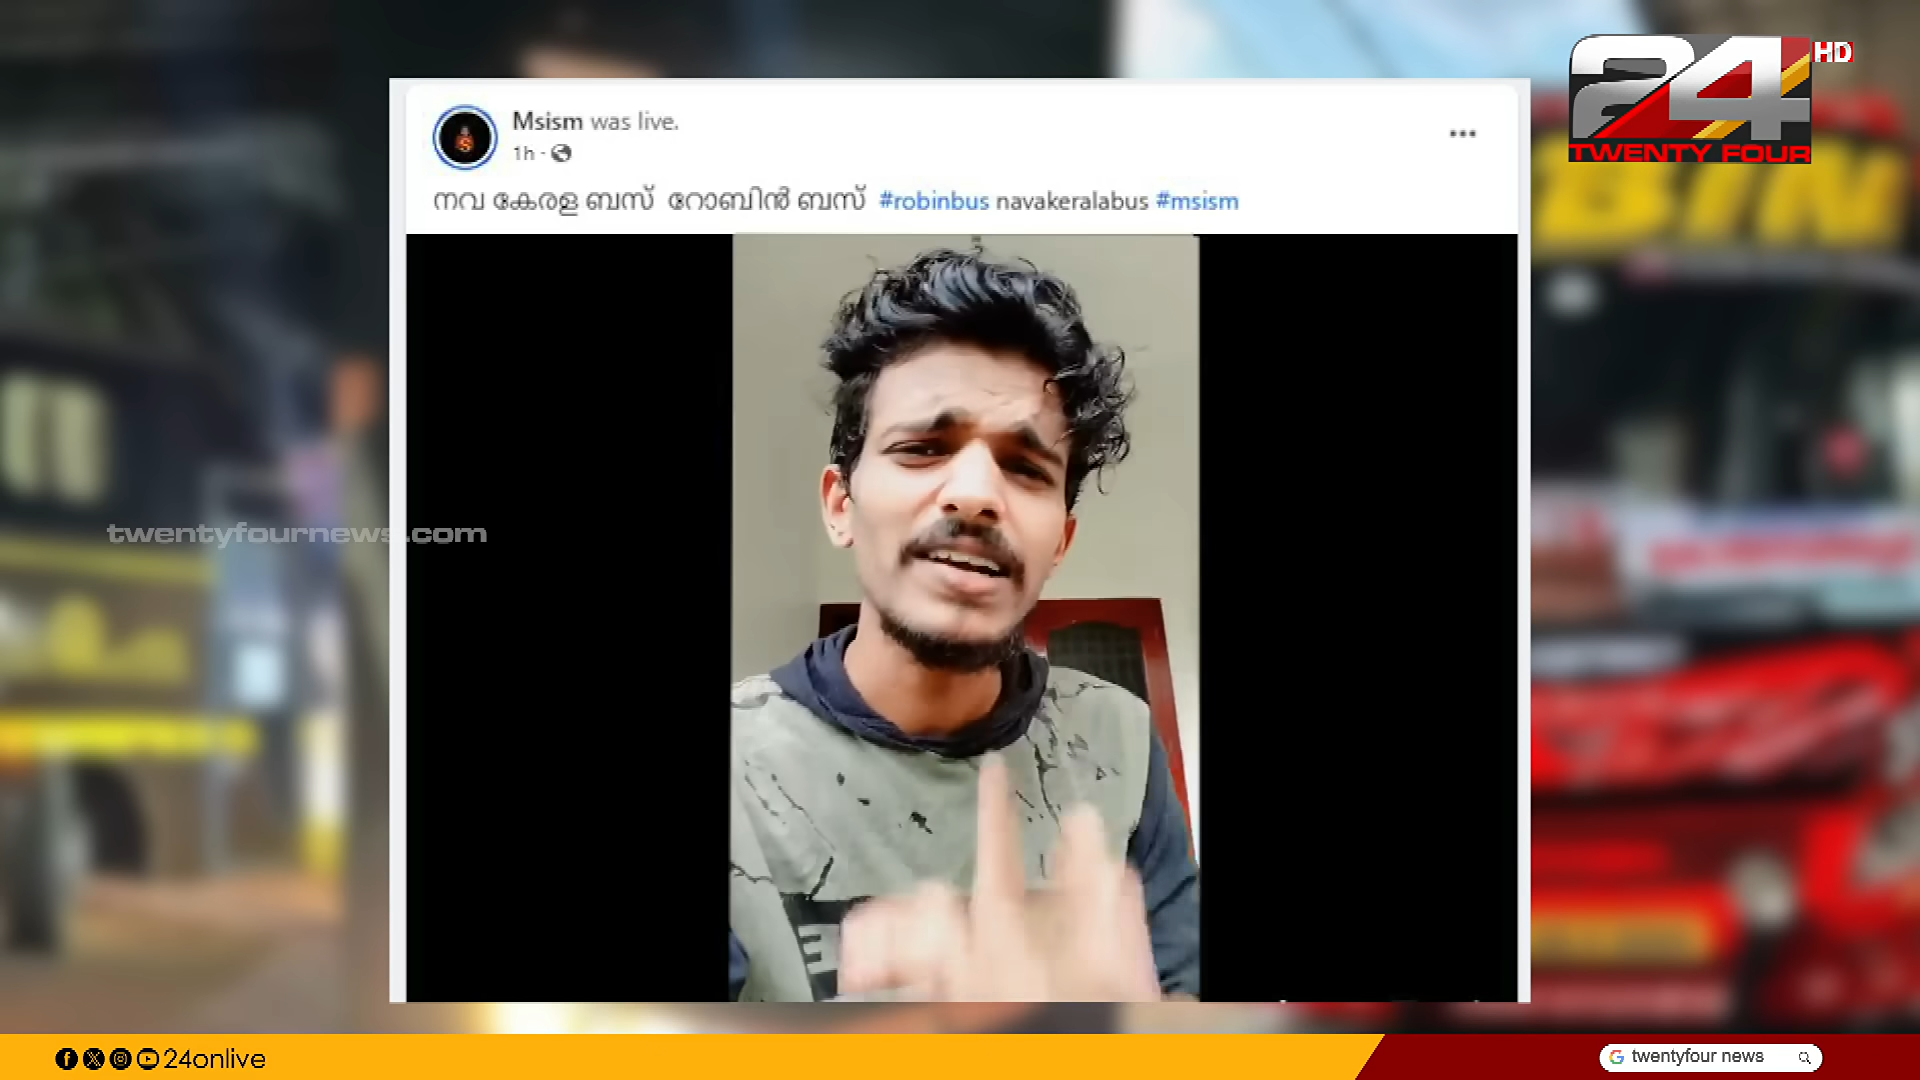 24
HD
TWENTY FOUR
Msism was live.
1h
നവ കേരള ബസ് റോബിൻ ബസ് #robinbus navakeralabus #msism
BIN
twentyfournews.com
24onlive
twentyfour news